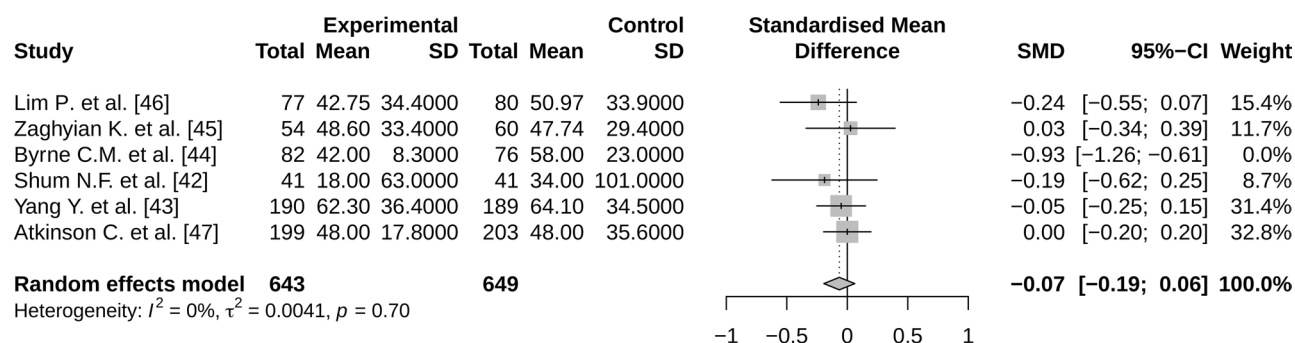 Experimental Control Standardised Mean
Study Total Mean SD Total Mean SD Difference SMD 95%−CI Weight
Lim P. et al. [46] 77 42.75 34.4000 80 50.97 33.9000 −0.24 [−0.55; 0.07] 15.4%
Zaghyian K. et al. [45] 54 48.60 33.4000 60 47.74 29.4000 0.03 [−0.34; 0.39] 11.7%
Byrne C.M. et al. [44] 82 42.00 8.3000 76 58.00 23.0000 −0.93 [−1.26; −0.61] 0.0%
Shum N.F. et al. [42] 41 18.00 63.0000 41 34.00 101.0000 −0.19 [−0.62; 0.25] 8.7%
Yang Y. et al. [43] 190 62.30 36.4000 189 64.10 34.5000 −0.05 [−0.25; 0.15] 31.4%
Atkinson C. et al. [47] 199 48.00 17.8000 203 48.00 35.6000 0.00 [−0.20; 0.20] 32.8%
Random effects model 643 649 −0.07 [−0.19; 0.06] 100.0%
Heterogeneity: I² = 0%, τ² = 0.0041, p = 0.70
−1 −0.5 0 0.5 1